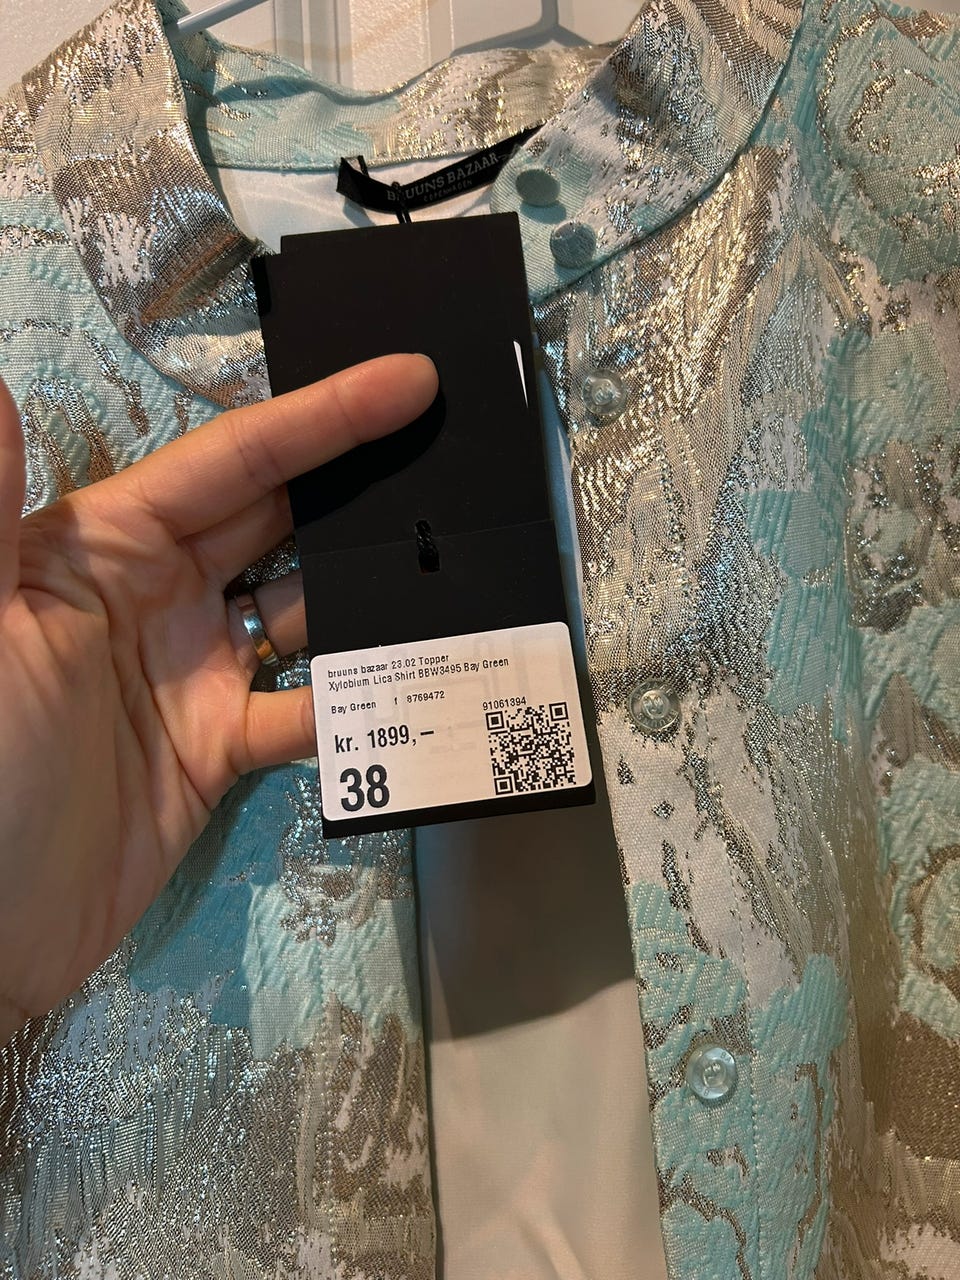 BRUUNS BAZAAR
COPENHAGEN
bruuns bazaar 23.02 Topper
Xylobium Lica Shirt BBW3495 Bay Green
Bay Green f 8769472
91061394
kr. 1899,–
38